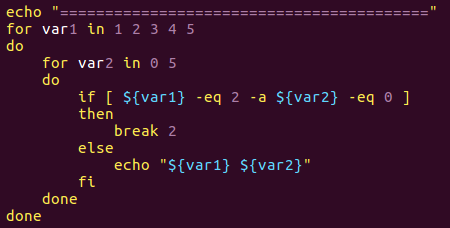 echo "========================================="
for var1 in 1 2 3 4 5
do
    for var2 in 0 5
    do
        if [ ${var1} -eq 2 -a ${var2} -eq 0 ]
        then
            break 2
        else
            echo "${var1} ${var2}"
        fi
    done
done